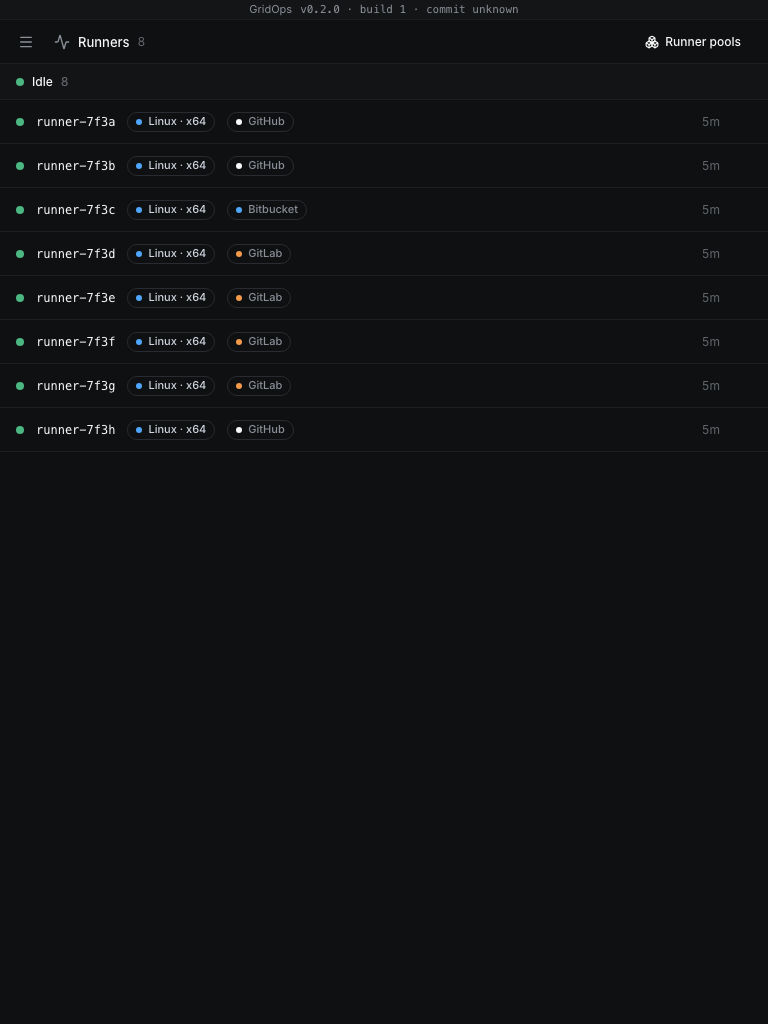 GridOps v0.2.0 · build 1 · commit unknown
Runners 8 Runner pools
Idle 8
runner-7f3a Linux · x64 GitHub 5m
runner-7f3b Linux · x64 GitHub 5m
runner-7f3c Linux · x64 Bitbucket 5m
runner-7f3d Linux · x64 GitLab 5m
runner-7f3e Linux · x64 GitLab 5m
runner-7f3f Linux · x64 GitLab 5m
runner-7f3g Linux · x64 GitLab 5m
runner-7f3h Linux · x64 GitHub 5m